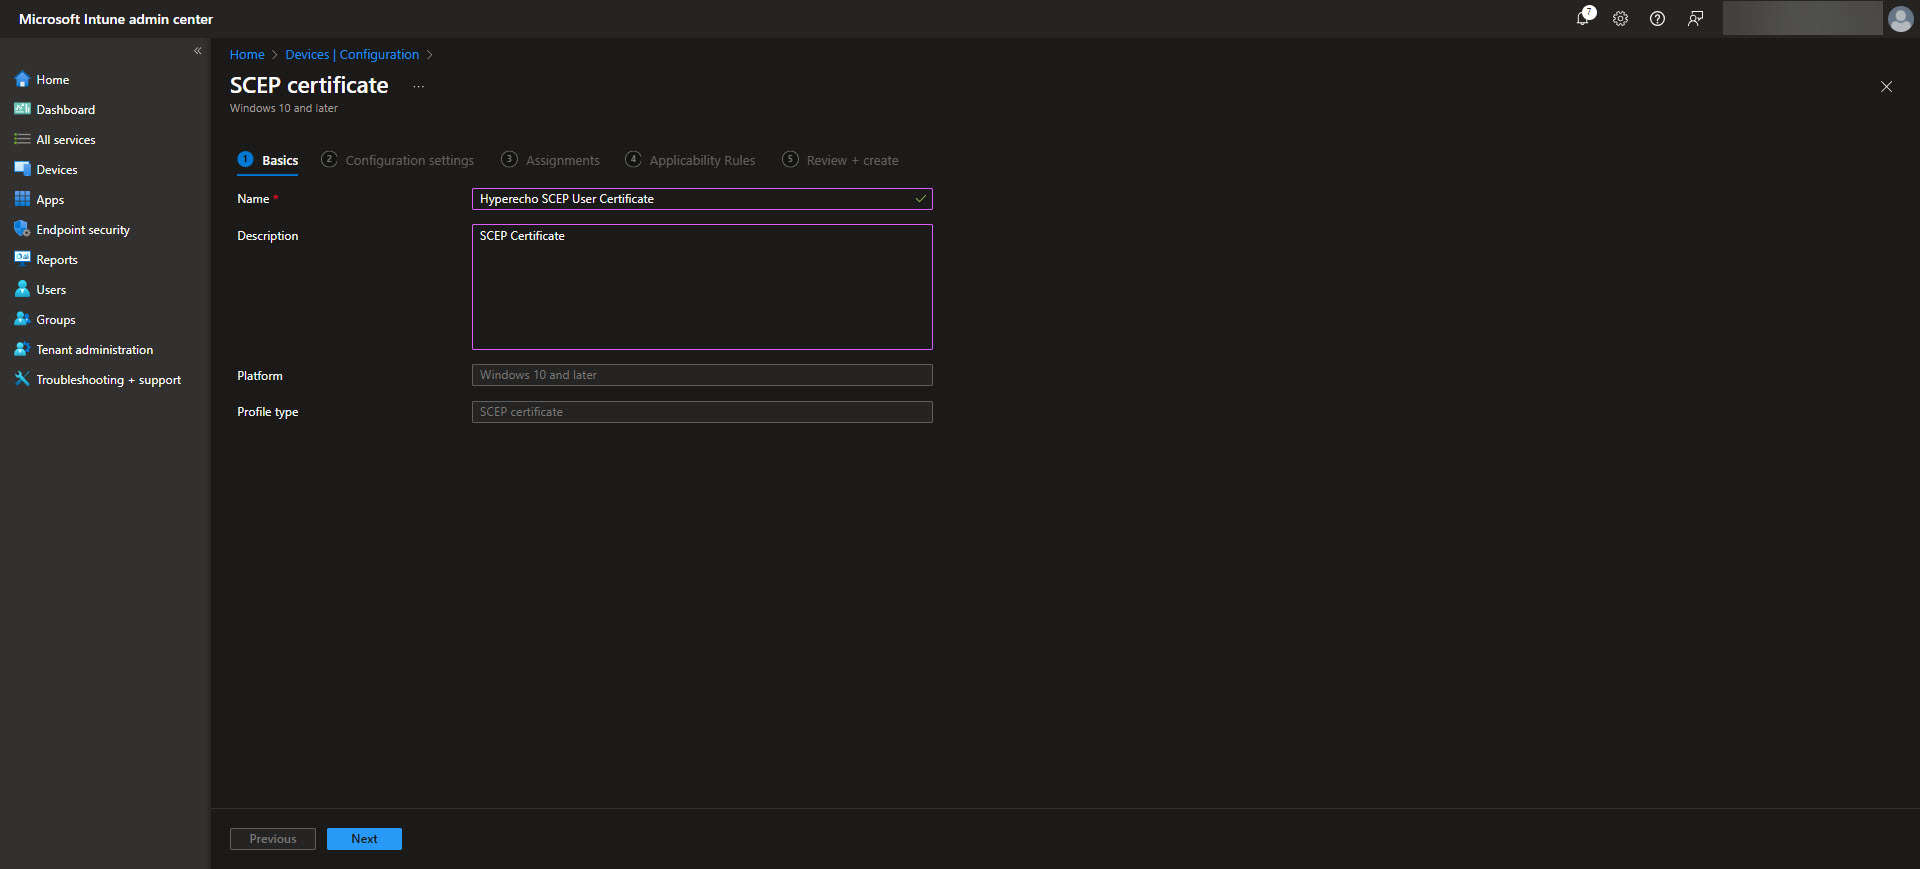 Microsoft Intune admin center
7
«
Home
Dashboard
All services
Devices
Apps
Endpoint security
Reports
Users
Groups
Tenant administration
Troubleshooting + support
Home > Devices | Configuration >
SCEP certificate ...
Windows 10 and later
1 Basics 2 Configuration settings 3 Assignments 4 Applicability Rules 5 Review + create
Name * Hyperecho SCEP User Certificate
Description SCEP Certificate
Platform Windows 10 and later
Profile type SCEP certificate
Previous Next